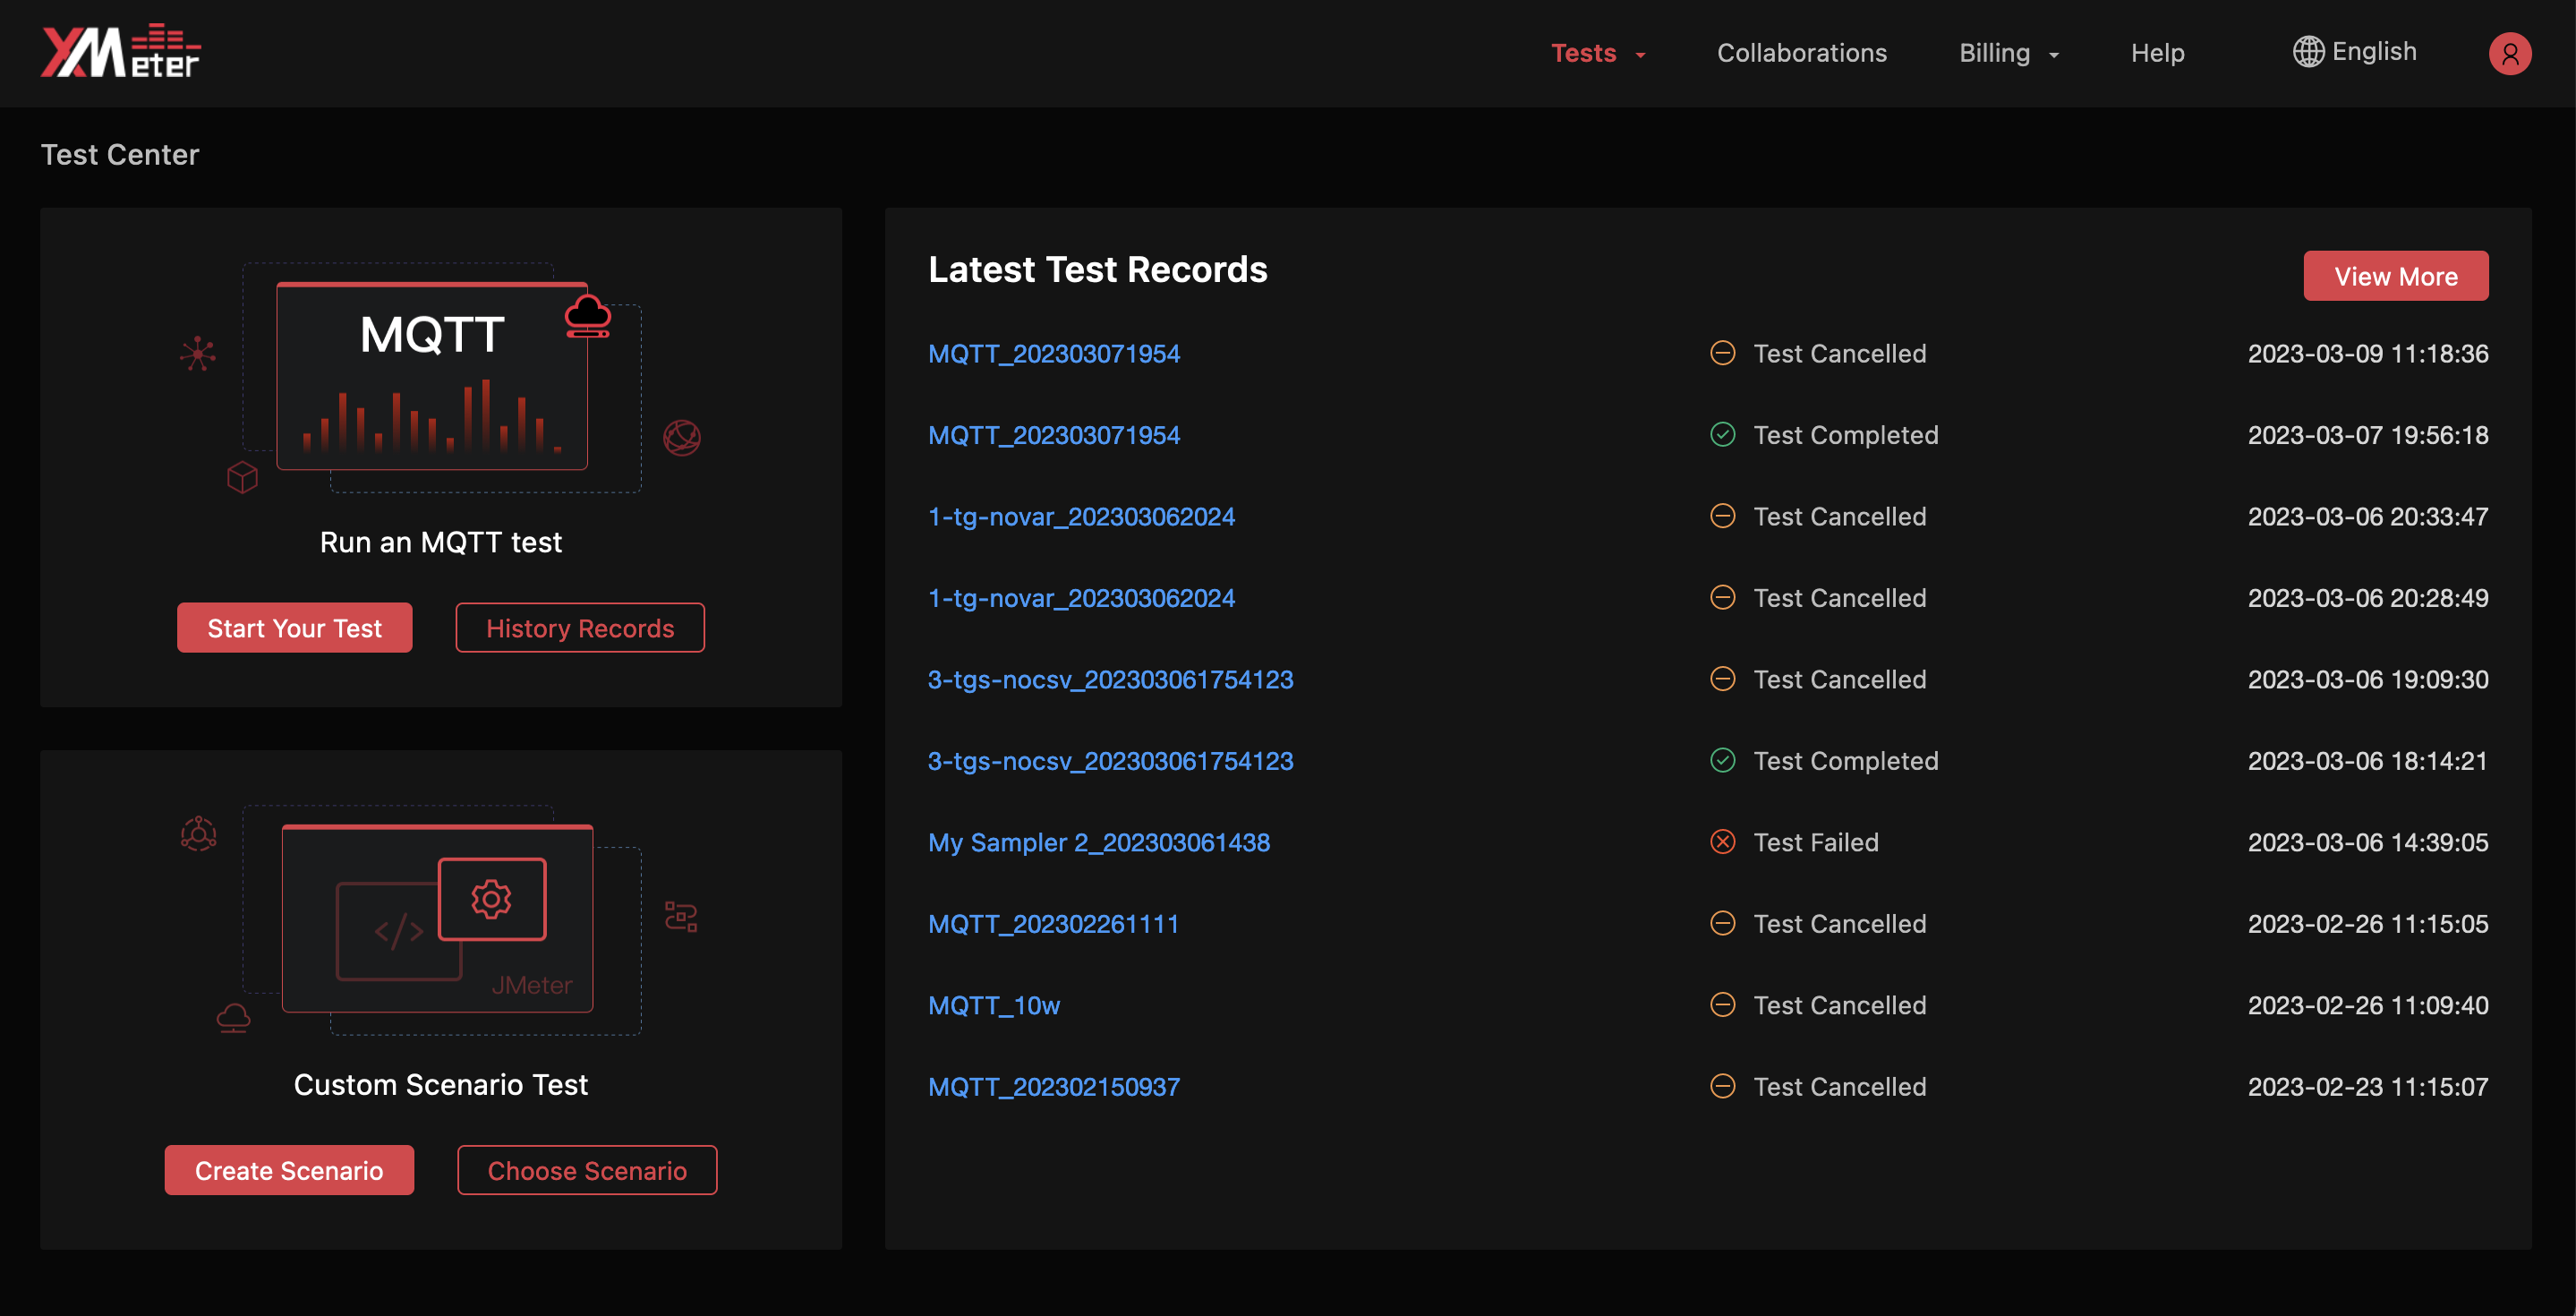 XMeter
Tests
Collaborations
Billing
Help
English
Test Center
MQTT
Run an MQTT test
Start Your Test
History Records
</>
JMeter
Custom Scenario Test
Create Scenario
Choose Scenario
Latest Test Records
View More
MQTT_202303071954 Test Cancelled 2023-03-09 11:18:36
MQTT_202303071954 Test Completed 2023-03-07 19:56:18
1-tg-novar_202303062024 Test Cancelled 2023-03-06 20:33:47
1-tg-novar_202303062024 Test Cancelled 2023-03-06 20:28:49
3-tgs-nocsv_202303061754123 Test Cancelled 2023-03-06 19:09:30
3-tgs-nocsv_202303061754123 Test Completed 2023-03-06 18:14:21
My Sampler 2_202303061438 Test Failed 2023-03-06 14:39:05
MQTT_202302261111 Test Cancelled 2023-02-26 11:15:05
MQTT_10w Test Cancelled 2023-02-26 11:09:40
MQTT_202302150937 Test Cancelled 2023-02-23 11:15:07